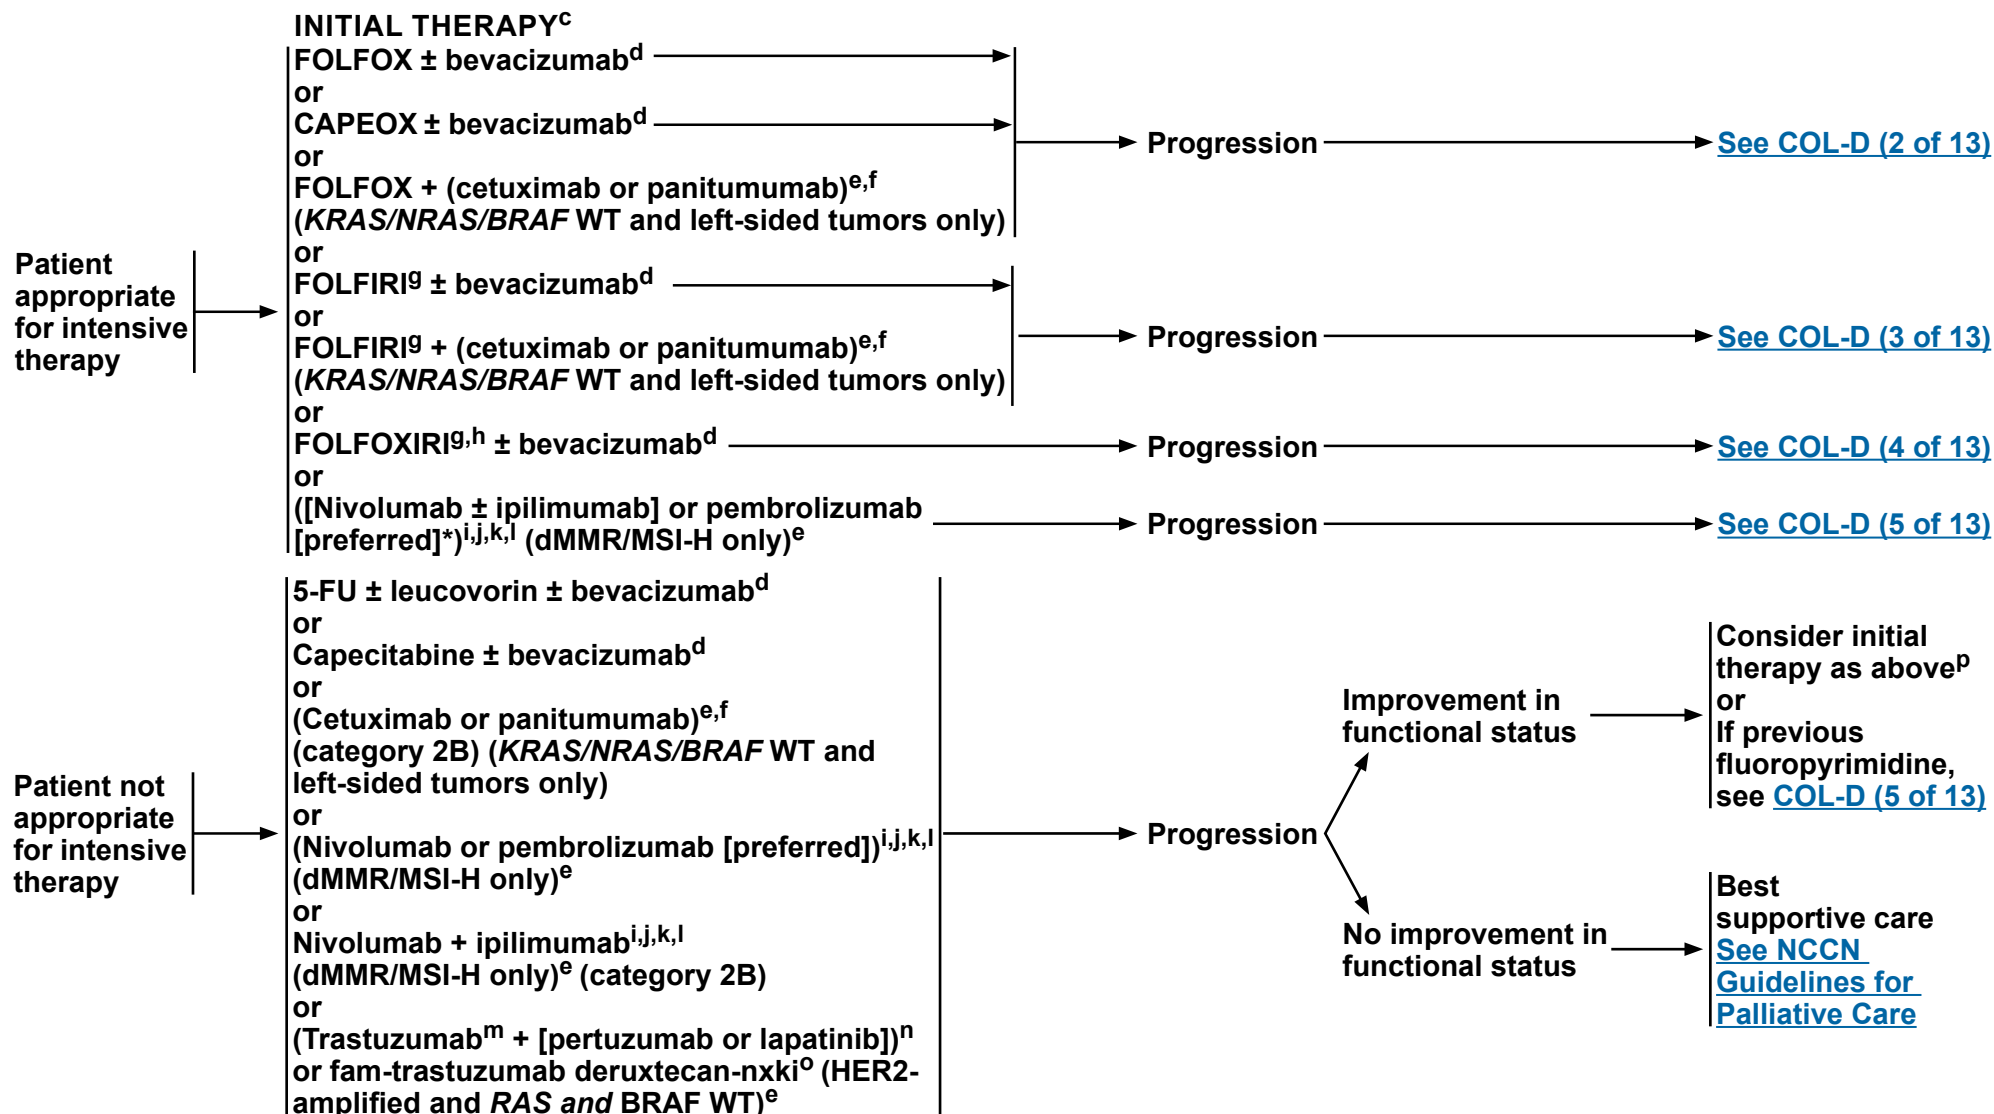 INITIAL THERAPYc
FOLFOX ± bevacizumabd
or
CAPEOX ± bevacizumabd
or
FOLFOX + (cetuximab or panitumumab)e,f
(KRAS/NRAS/BRAF WT and left-sided tumors only)
or
FOLFIRIg ± bevacizumabd
or
FOLFIRIg + (cetuximab or panitumumab)e,f
(KRAS/NRAS/BRAF WT and left-sided tumors only)
or
FOLFOXIRIg,h ± bevacizumabd
or
([Nivolumab ± ipilimumab] or pembrolizumab
[preferred]*)i,j,k,l (dMMR/MSI-H only)e
Patient
appropriate
for intensive
therapy
Progression
See COL-D (2 of 13)
Progression
See COL-D (3 of 13)
Progression
See COL-D (4 of 13)
Progression
See COL-D (5 of 13)
Patient not
appropriate
for intensive
therapy
5-FU ± leucovorin ± bevacizumabd
or
Capecitabine ± bevacizumabd
or
(Cetuximab or panitumumab)e,f
(category 2B) (KRAS/NRAS/BRAF WT and
left-sided tumors only)
or
(Nivolumab or pembrolizumab [preferred])i,j,k,l
(dMMR/MSI-H only)e
or
Nivolumab + ipilimumabi,j,k,l
(dMMR/MSI-H only)e (category 2B)
or
(Trastuzumabm + [pertuzumab or lapatinib])n
or fam-trastuzumab deruxtecan-nxkio (HER2-
amplified and RAS and BRAF WT)e
Progression
Improvement in
functional status
Consider initial
therapy as abovep
or
If previous
fluoropyrimidine,
see COL-D (5 of 13)
No improvement in
functional status
Best
supportive care
See NCCN
Guidelines for
Palliative Care